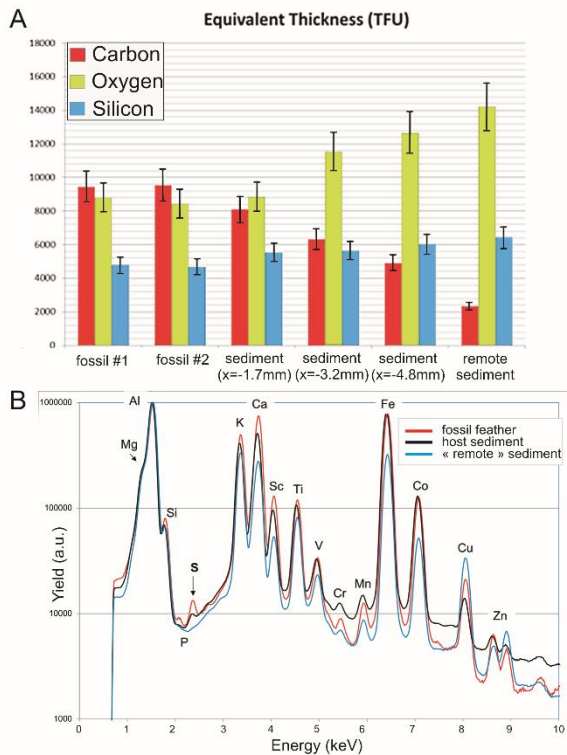 A
Equivalent Thickness (TFU)
18000
16000
14000
12000
10000
8000
6000
4000
2000
0
Carbon
Oxygen
Silicon
fossil #1
fossil #2
sediment
(x=-1.7mm)
sediment
(x=-3.2mm)
sediment
(x=-4.8mm)
remote
sediment
B
Yield (a.u.)
1000000
100000
10000
1000
Al
Mg
Si
S
P
K
Ca
Sc
Ti
V
Cr
Mn
Fe
Co
Cu
Zn
fossil feather
host sediment
« remote » sediment
0 1 2 3 4 5 6 7 8 9 10
Energy (keV)